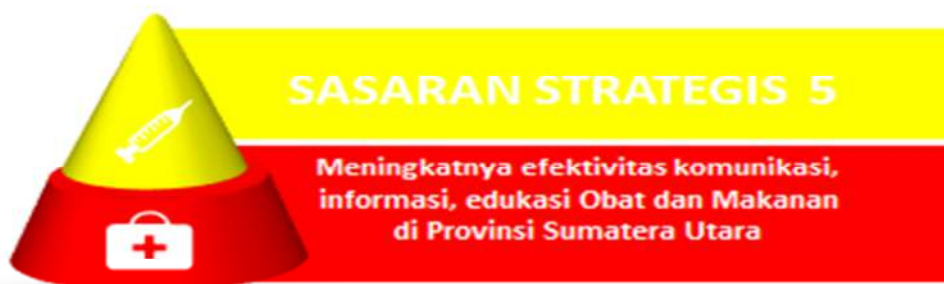 SASARAN STRATEGIS 5
Meningkatnya efektivitas komunikasi,
informasi, edukasi Obat dan Makanan
di Provinsi Sumatera Utara